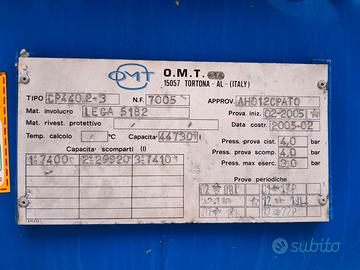 OMT O.M.T.
15057 TORTONA - AL - (ITALY)
TIPO CP440 2-3 N.F. 7005 APPROV. AH012CPATO
Mat. involucro LEGA 5182 Prova iniz. 02-2005
Mat. rivest. protettivo / Data costr. 2005-02
Temp. calcolo / °C Capacità 44730 l Press. prova cist. 4,0 bar
Capacità scomparti (l) Press. prova scomp. 4,0 bar
1 7400 2 29920 3 7410 Press. max eserc. 3,0 bar
Prove periodiche
subito